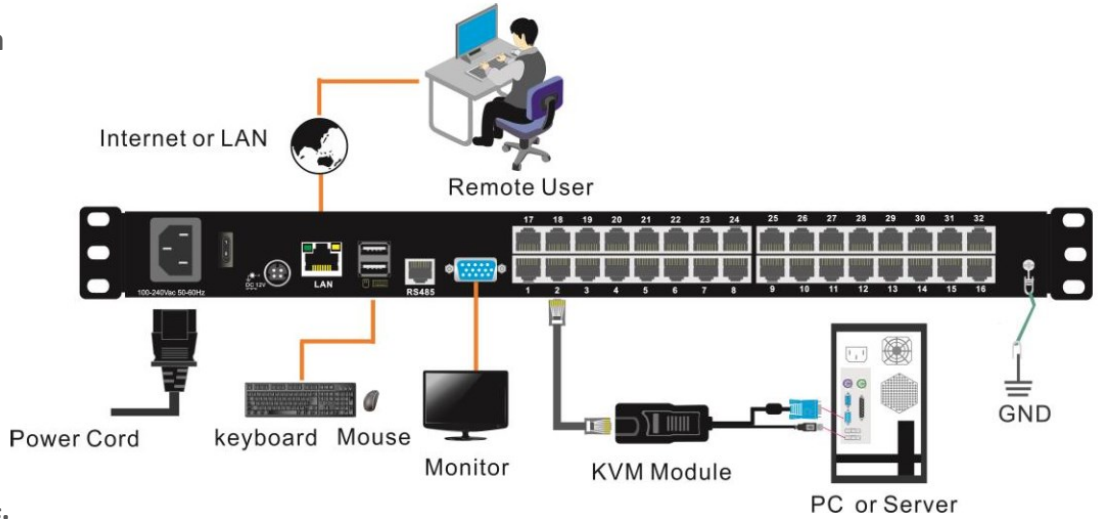 n
Internet or LAN
Remote User
17 18 19 20 21 22 23 24 25 26 27 28 29 30 31 32
100-240Vac 50-60Hz
DC 12V
LAN
RS485
1 2 3 4 5 6 7 8 9 10 11 12 13 14 15 16
GND
Power Cord
keyboard Mouse
Monitor
KVM Module
PC or Server